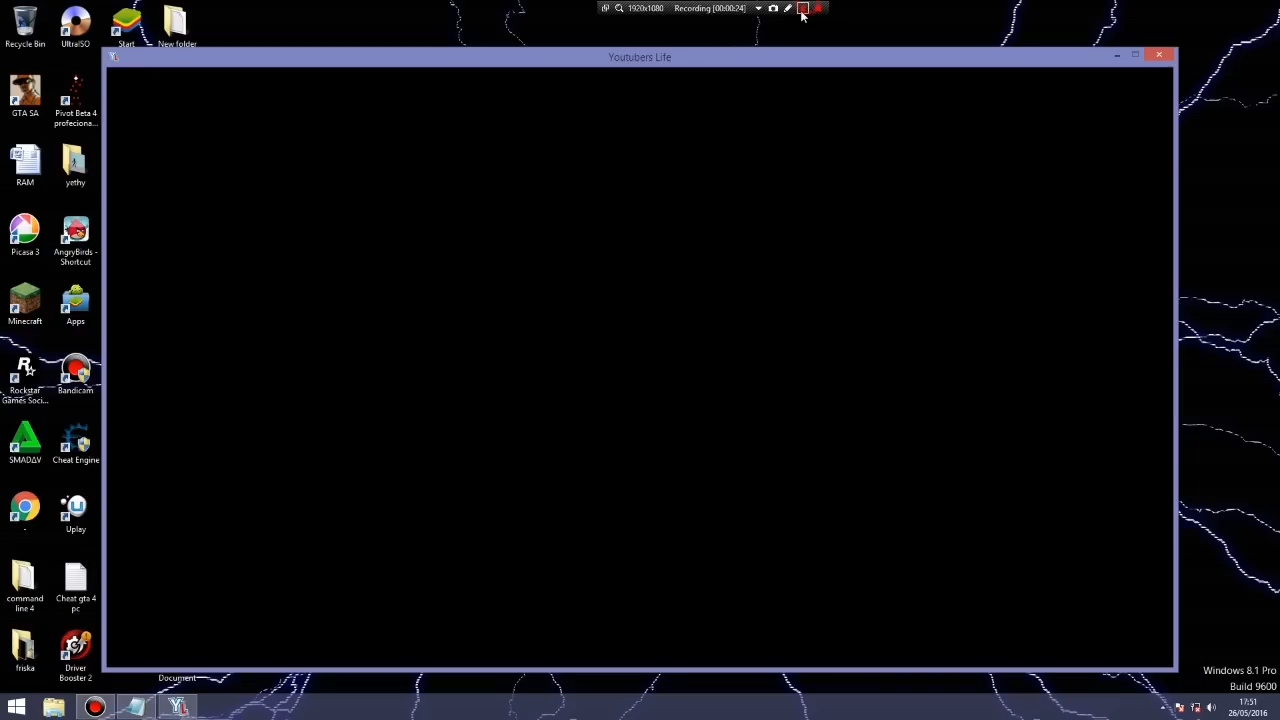 1920x1080 Recording [00:00:24]
Recycle Bin
UltraISO
Start
New folder
Youtubers Life
GTA SA
Pivot Beta 4
profeciona...
RAM
yethy
Picasa 3
AngryBirds -
Shortcut
Minecraft
Apps
Rockstar
Games Soci...
Bandicam
SMADAV
Cheat Engine
-
Uplay
command
line 4
Cheat gta 4
pc
friska
Driver
Booster 2
Document
Windows 8.1 Pro
Build 9600
17:51
26/05/2016